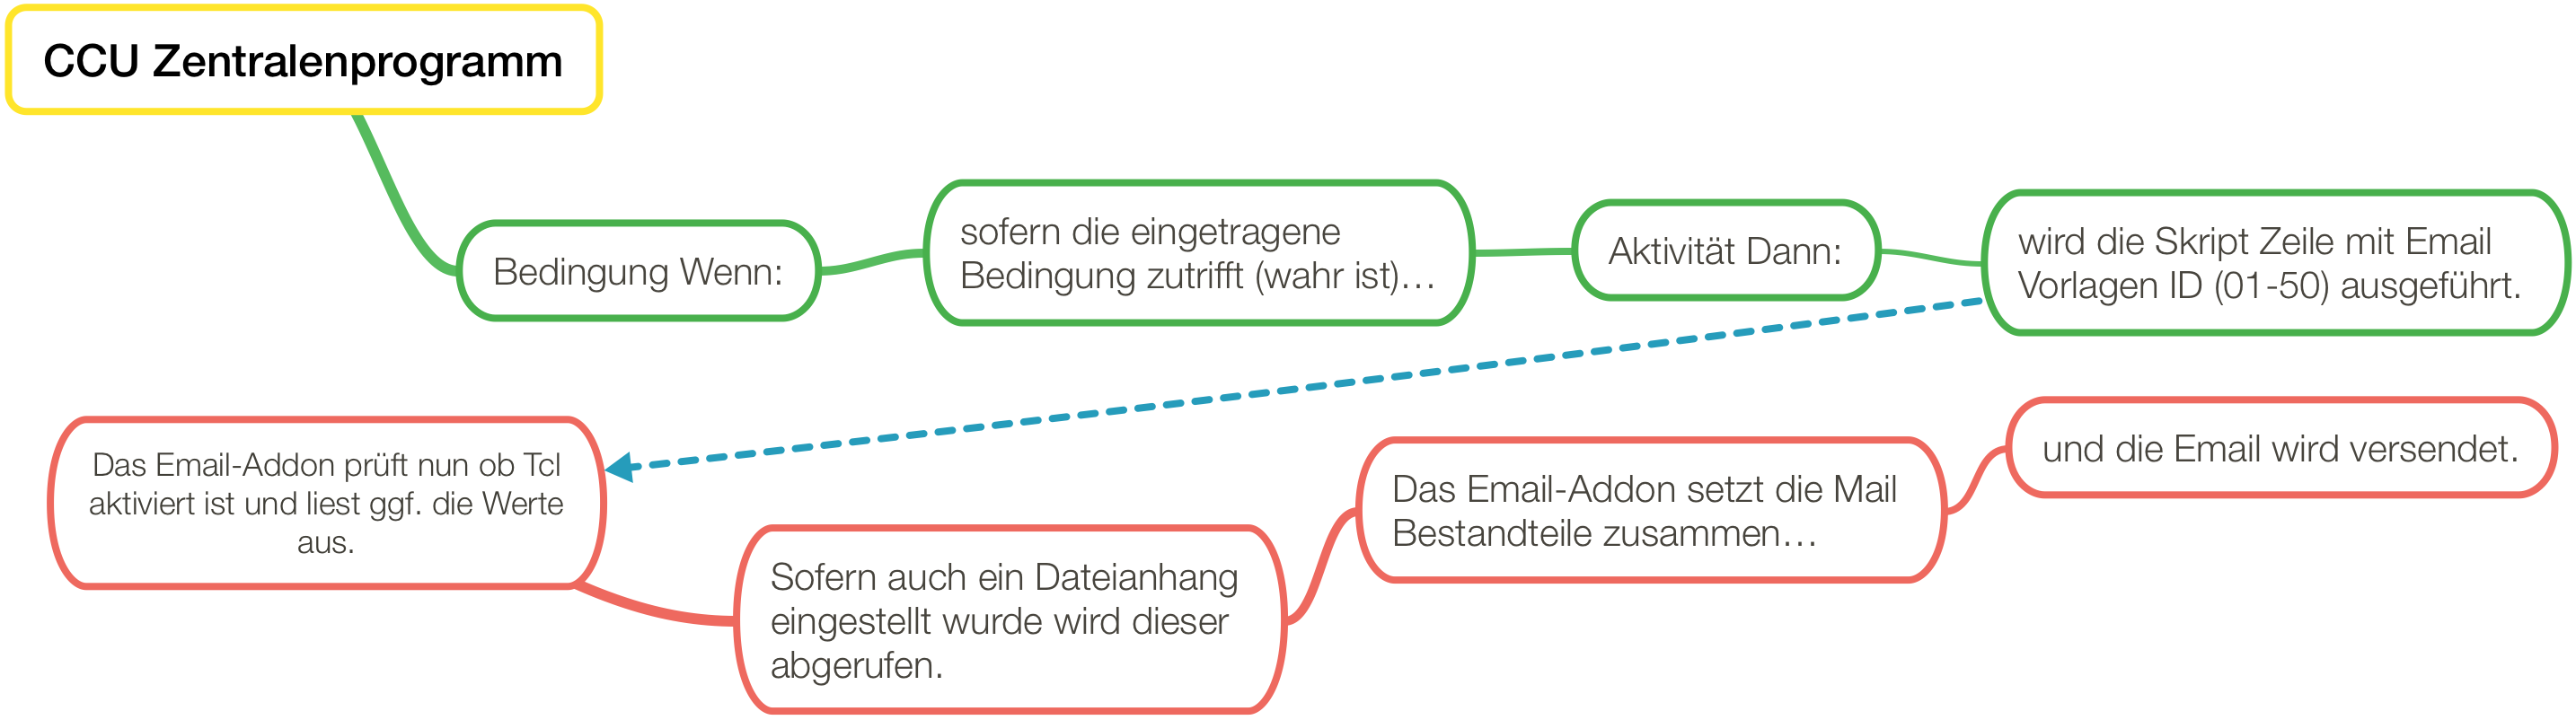 CCU Zentralenprogramm
Bedingung Wenn:
sofern die eingetragene
Bedingung zutrifft (wahr ist)...
Aktivität Dann:
wird die Skript Zeile mit Email
Vorlagen ID (01-50) ausgeführt.
Das Email-Addon prüft nun ob Tcl
aktiviert ist und liest ggf. die Werte
aus.
Sofern auch ein Dateianhang
eingestellt wurde wird dieser
abgerufen.
Das Email-Addon setzt die Mail
Bestandteile zusammen...
und die Email wird versendet.